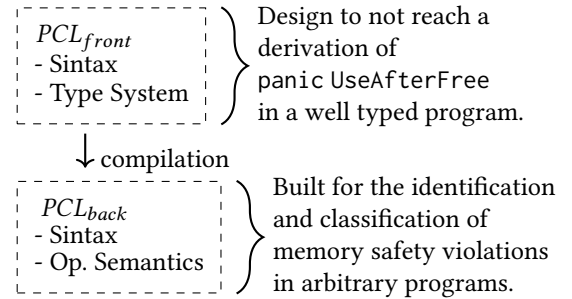 PCL_front
- Sintax
- Type System
Design to not reach a
derivation of
panic UseAfterFree
in a well typed program.
compilation
PCL_back
- Sintax
- Op. Semantics
Built for the identification
and classification of
memory safety violations
in arbitrary programs.